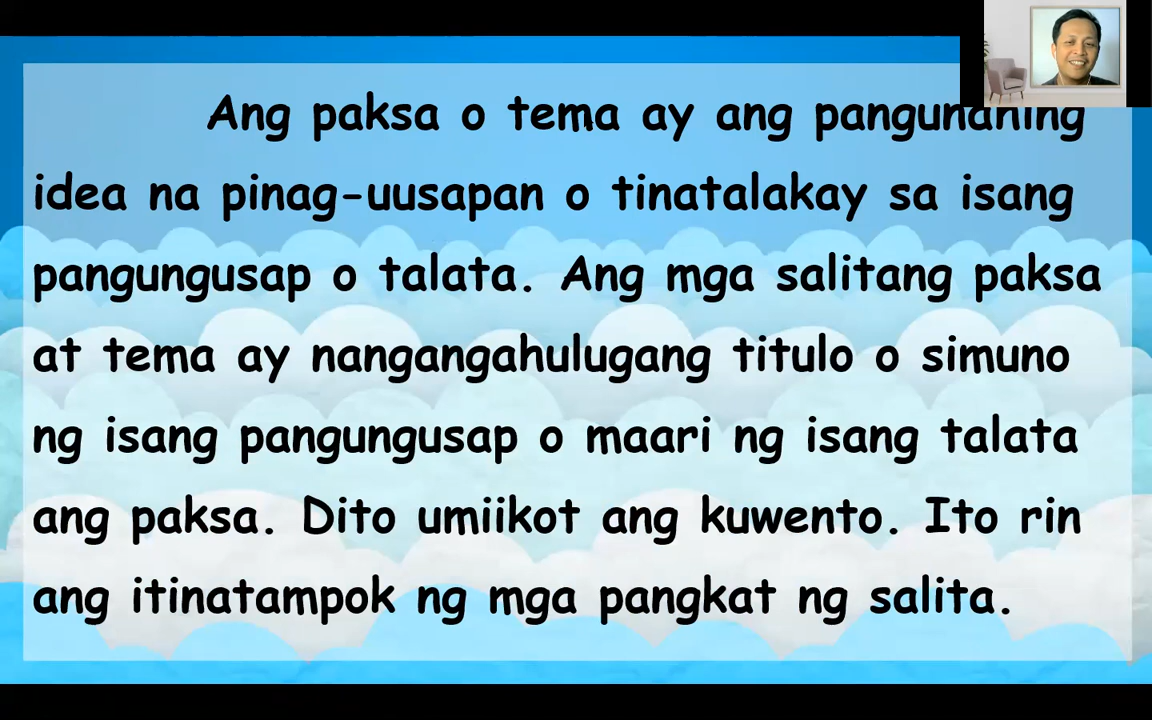 Ang paksa o tema ay ang pangunahing
idea na pinag-uusapan o tinatalakay sa isang
pangungusap o talata. Ang mga salitang paksa
at tema ay nangangahulugang titulo o simuno
ng isang pangungusap o maari ng isang talata
ang paksa. Dito umiikot ang kuwento. Ito rin
ang itinatampok ng mga pangkat ng salita.